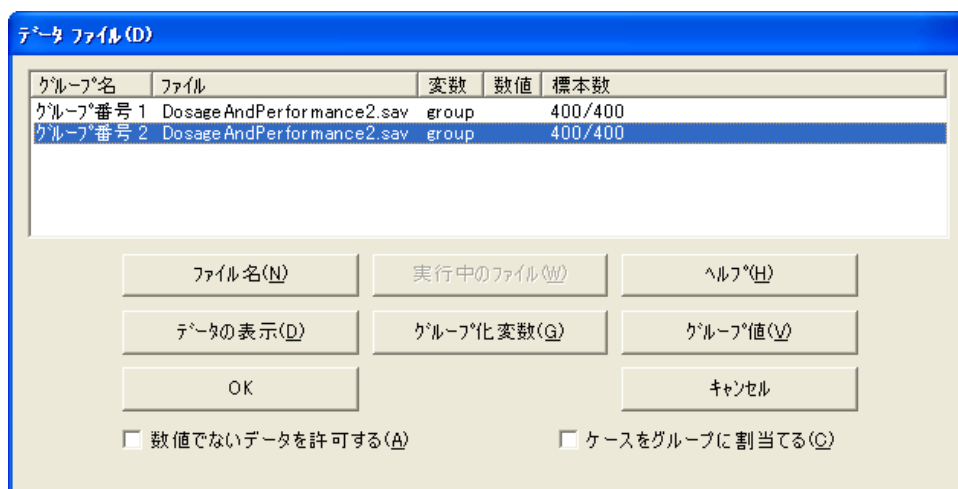 データ ファイル(D)
グループ名 ファイル 変数 数値 標本数
グループ番号 1 DosageAndPerformance2.sav group 400/400
グループ番号 2 DosageAndPerformance2.sav group 400/400
ファイル名(N) 実行中のファイル(W) ヘルプ(H)
データの表示(D) グループ化変数(G) グループ値(V)
OK キャンセル
数値でないデータを許可する(A) ケースをグループに割当てる(C)